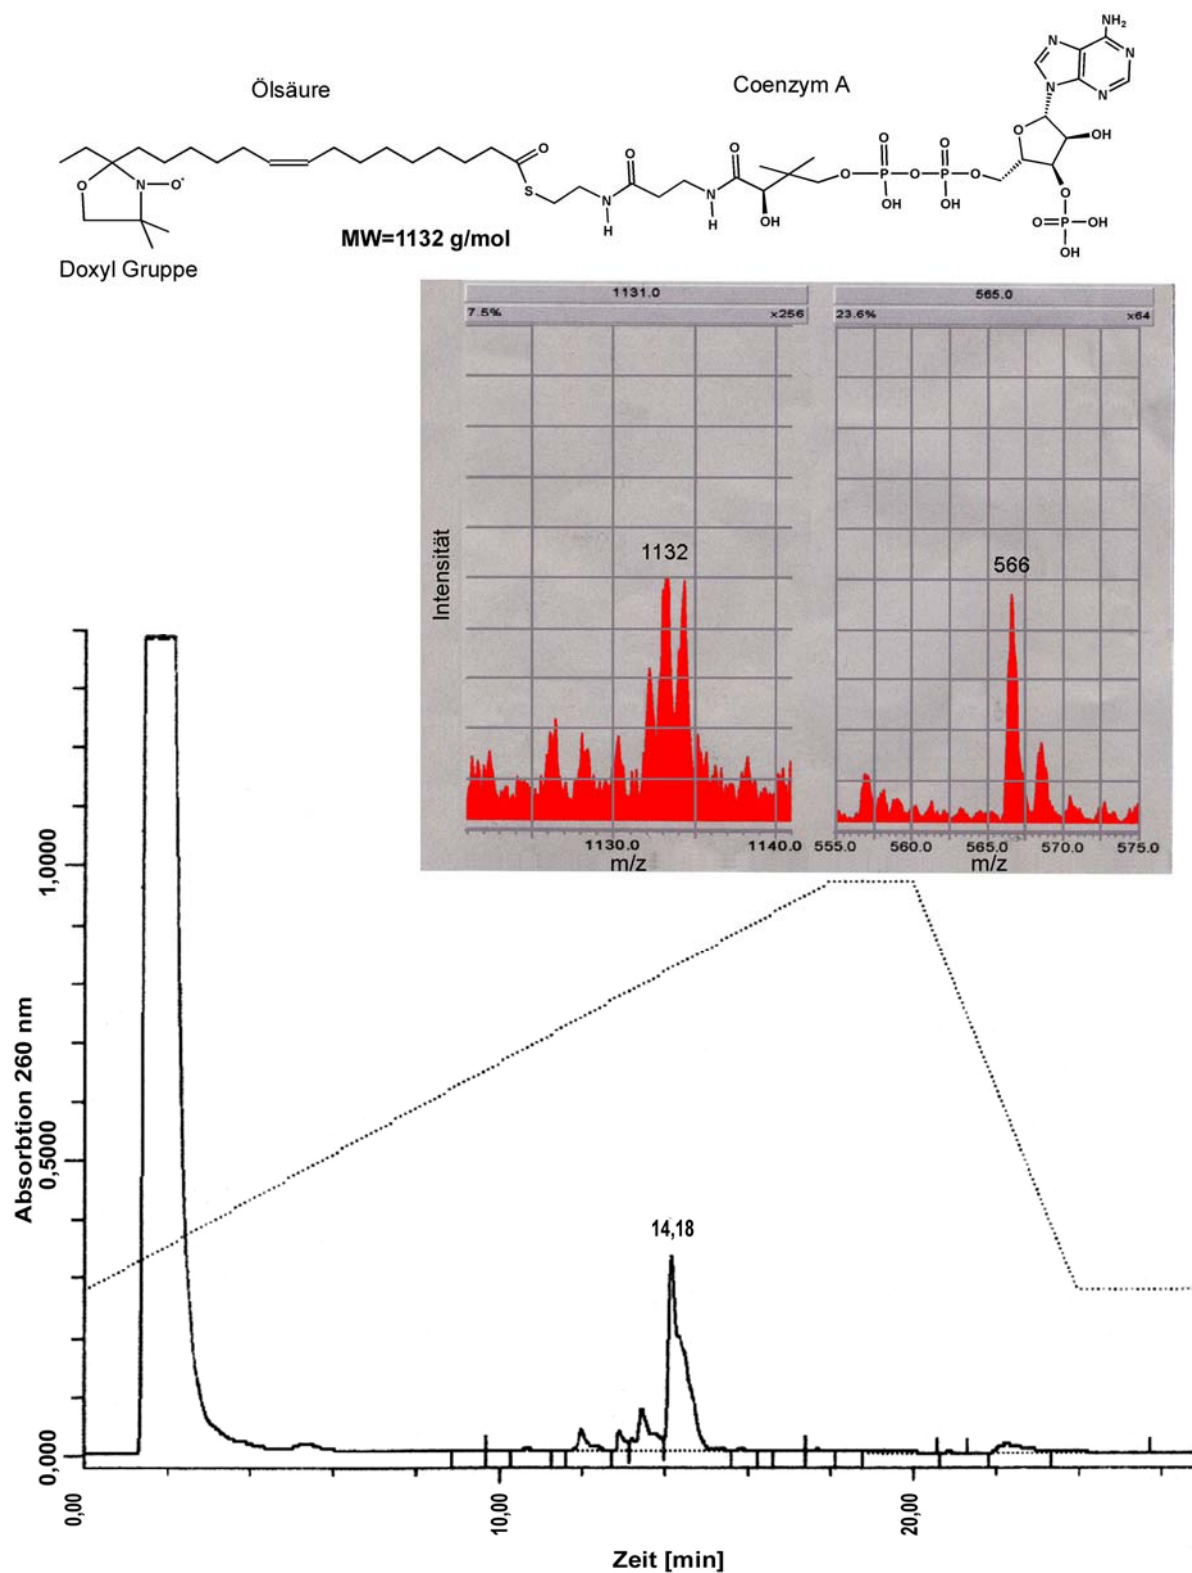 Ölsäure
Coenzym A
NH₂
N
N
N
N
O
OH
O
O
O
O
O
O
O
N
O•
S
N
N
O
P
O
P
O
H
H
OH
OH
OH
O
O
P
OH
OH
MW=1132 g/mol
Doxyl Gruppe
1131.0
565.0
7.5%
x256
23.6%
x64
Intensität
1132
566
1130.0
1140.0
m/z
555.0
560.0
565.0
570.0
575.0
m/z
Absorbtion 260 nm
1,0000
0,5000
0,000
14,18
0,00
10,00
20,00
Zeit [min]